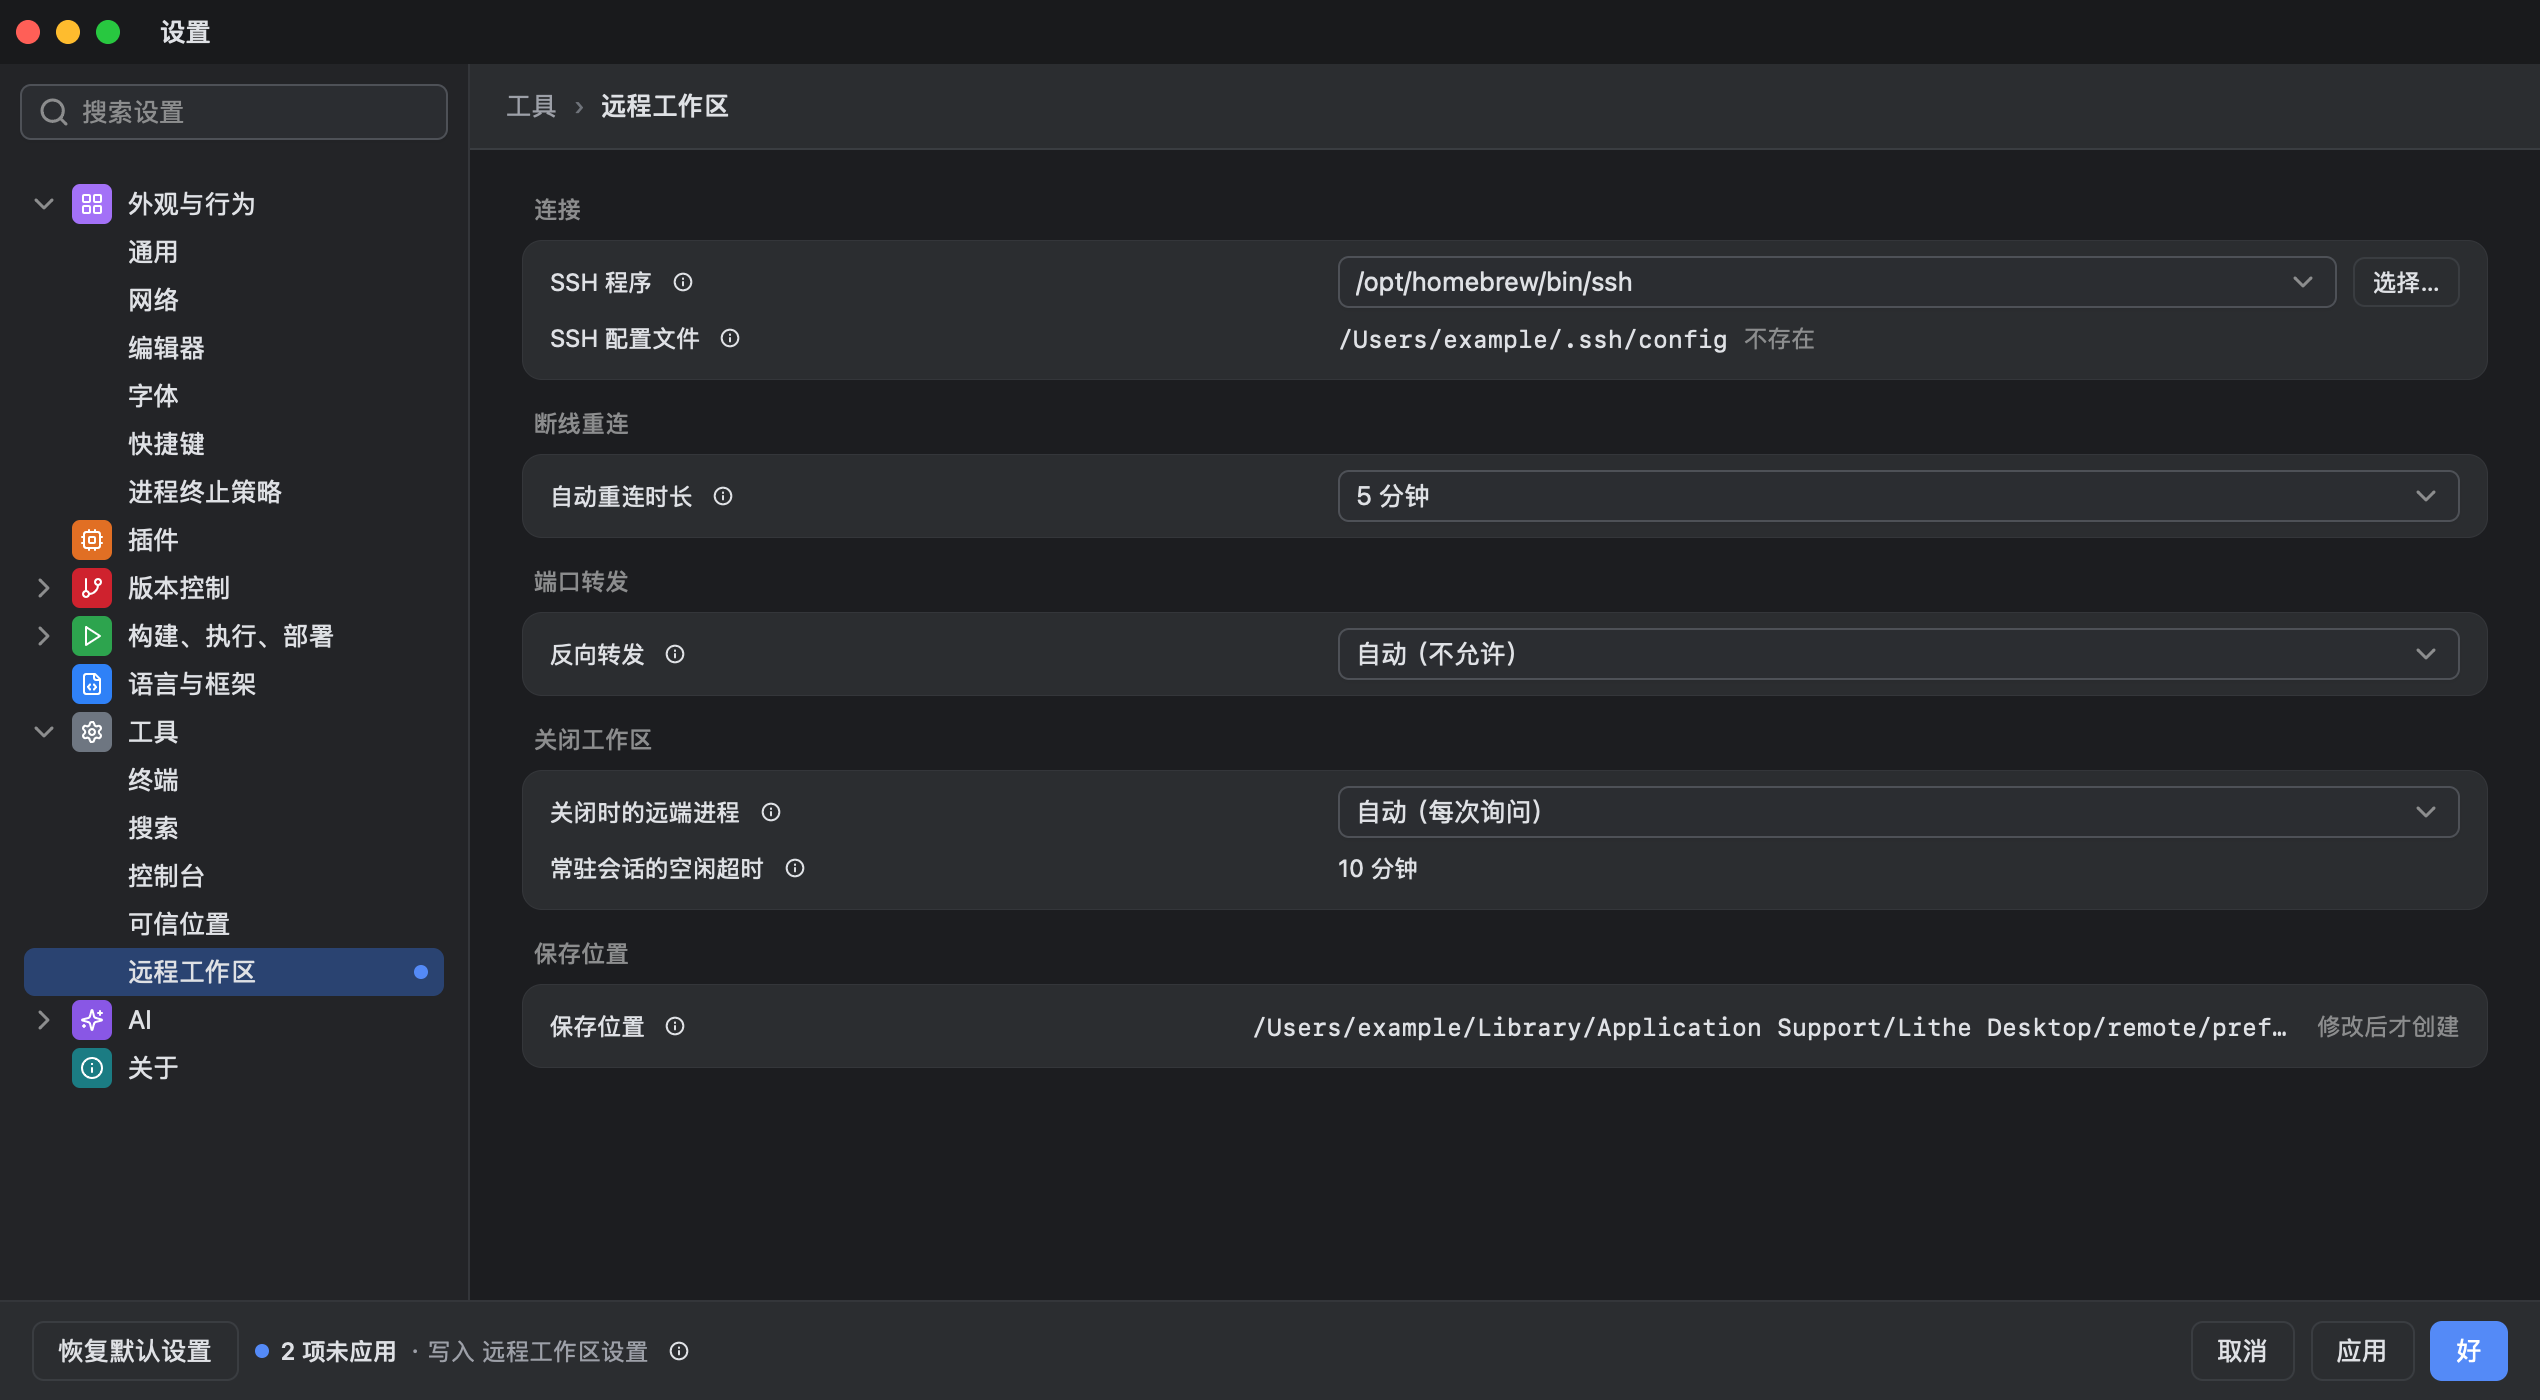 设置
搜索设置
外观与行为
通用
网络
编辑器
字体
快捷键
进程终止策略
插件
版本控制
构建、执行、部署
语言与框架
工具
终端
搜索
控制台
可信位置
远程工作区
AI
关于
工具 › 远程工作区
连接
SSH 程序 /opt/homebrew/bin/ssh 选择...
SSH 配置文件 /Users/example/.ssh/config 不存在
断线重连
自动重连时长 5 分钟
端口转发
反向转发 自动（不允许）
关闭工作区
关闭时的远端进程 自动（每次询问）
常驻会话的空闲超时 10 分钟
保存位置
保存位置 /Users/example/Library/Application Support/Lithe Desktop/remote/pref… 修改后才创建
恢复默认设置 2 项未应用 · 写入 远程工作区设置 取消 应用 好